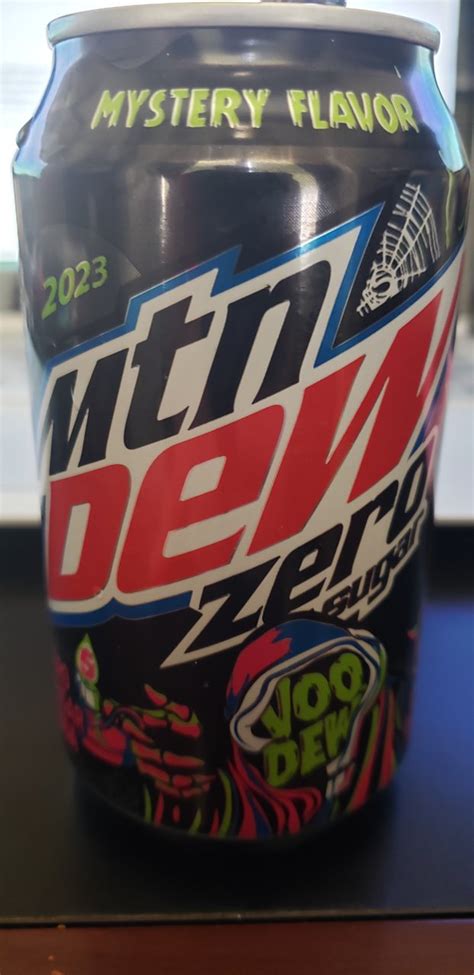 MYSTERY FLAVOR
2023
mtn
Dew
zero
sugar
VOO
DEW